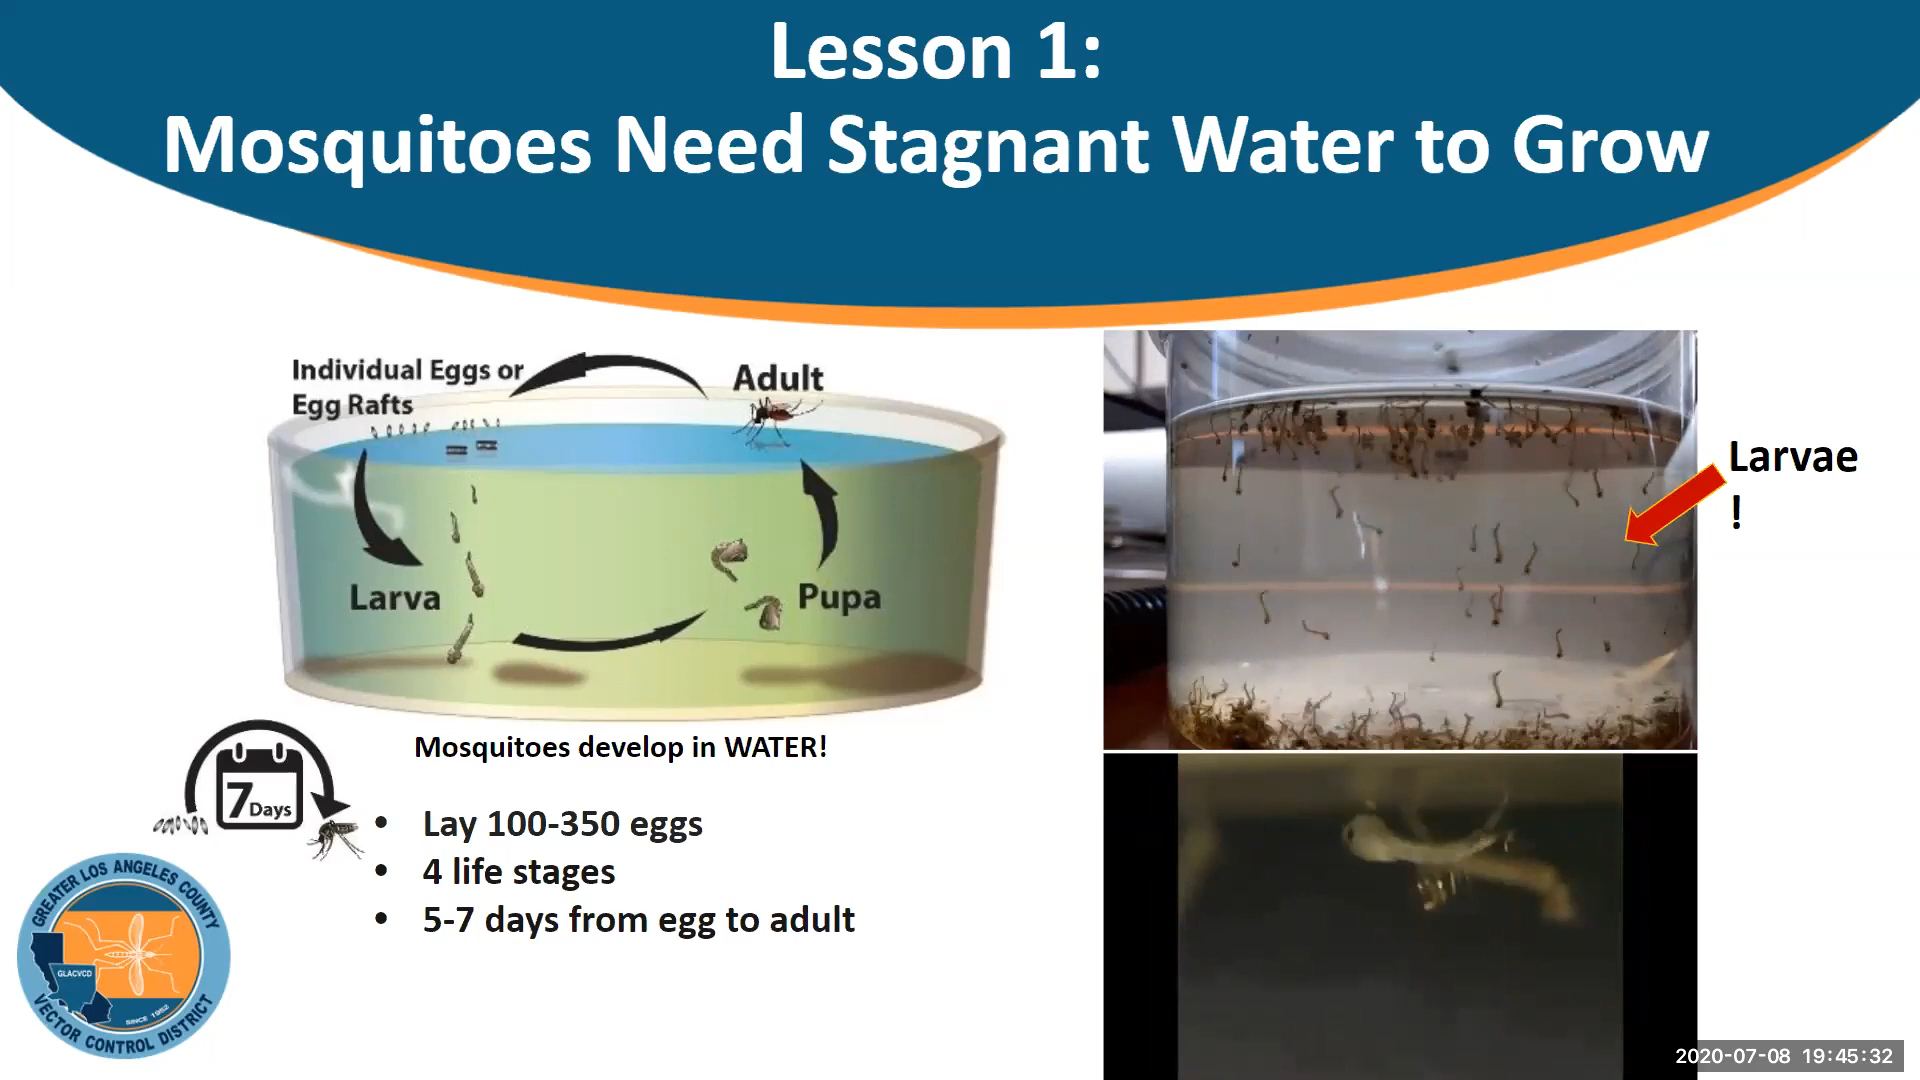 Lesson 1:
Mosquitoes Need Stagnant Water to Grow
Individual Eggs or
Egg Rafts
Adult
Larva
Pupa
Larvae
!
Mosquitoes develop in WATER!
7 Days
• Lay 100-350 eggs
• 4 life stages
• 5-7 days from egg to adult
GREATER LOS ANGELES COUNTY
GLACVCD
SINCE 1952
VECTOR CONTROL DISTRICT
2020-07-08 19:45:32